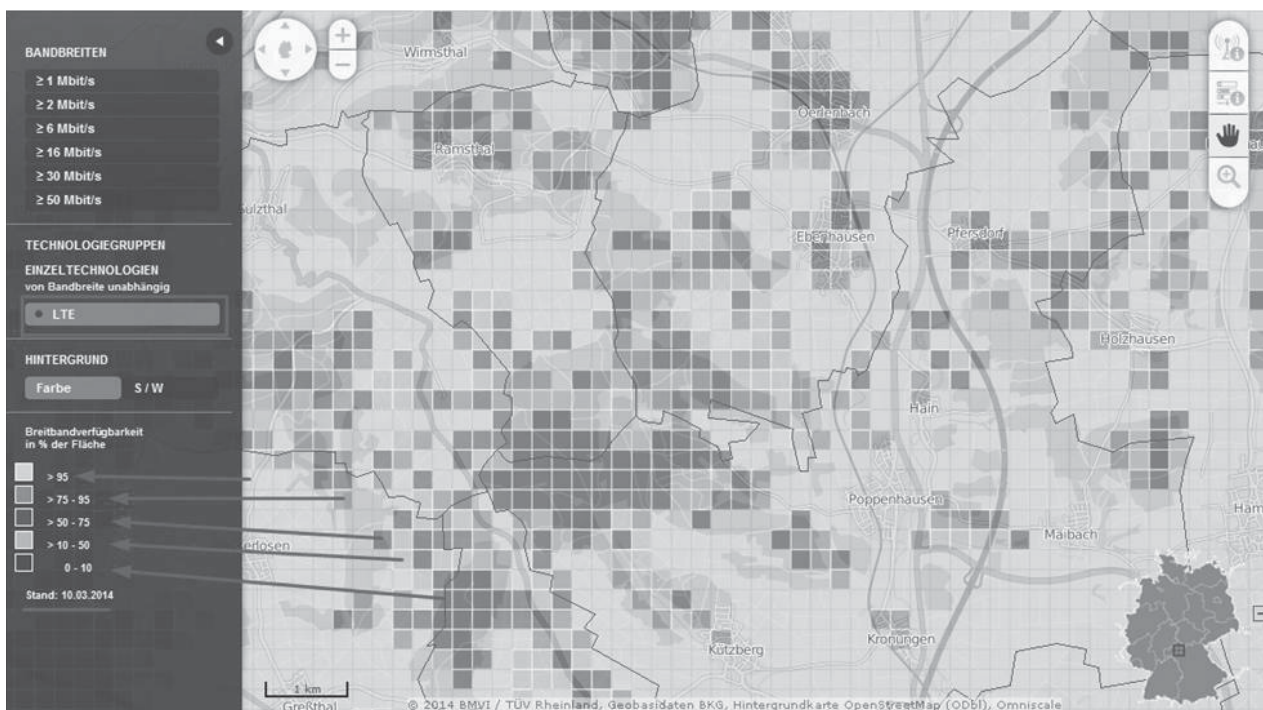 BANDBREITEN
≥ 1 Mbit/s
≥ 2 Mbit/s
≥ 6 Mbit/s
≥ 16 Mbit/s
≥ 30 Mbit/s
≥ 50 Mbit/s
TECHNOLOGIEGRUPPEN
EINZELTECHNOLOGIEN
von Bandbreite unabhängig
LTE
HINTERGRUND
Farbe S / W
Breitbandverfügbarkeit
in % der Fläche
> 95
> 75 - 95
> 50 - 75
> 10 - 50
0 - 10
Stand: 10.03.2014
Wirmsthal
Oerlenbach
Ramsthal
ulzthal
Ebenhausen
Pfersdorf
Holzhausen
Hain
Poppenhausen
Ham
Maibach
erlosen
Kronungen
Kützberg
1 km
Greßthal
© 2014 BMVI / TÜV Rheinland, Geobasidaten BKG, Hintergrundkarte OpenStreetMap (ODbL), Omniscale